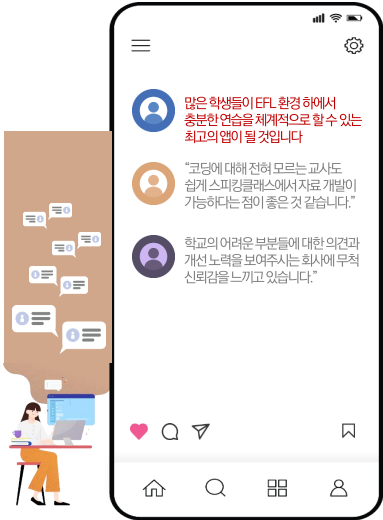 많은 학생들이 EFL 환경 하에서
충분한 연습을 체계적으로 할 수 있는
최고의 앱이 될 것입니다
“코딩에 대해 전혀 모르는 교사도
쉽게 스피킹클래스에서 자료 개발이
가능하다는 점이 좋은 것 같습니다.”
학교의 어려운 부분들에 대한 의견과
개선 노력을 보여주시는 회사에 무척
신뢰감을 느끼고 있습니다.”